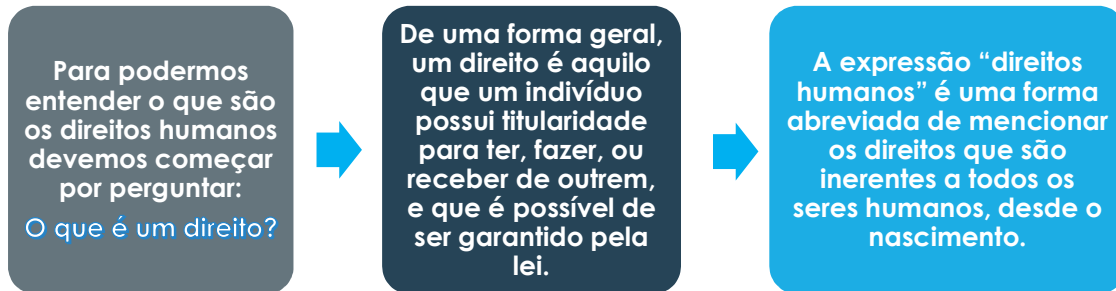 Para podermos
entender o que são
os direitos humanos
devemos começar
por perguntar:
O que é um direito?
De uma forma geral,
um direito é aquilo
que um indivíduo
possui titularidade
para ter, fazer, ou
receber de outrem,
e que é possível de
ser garantido pela
lei.
A expressão “direitos
humanos” é uma forma
abreviada de mencionar
os direitos que são
inerentes a todos os
seres humanos, desde o
nascimento.